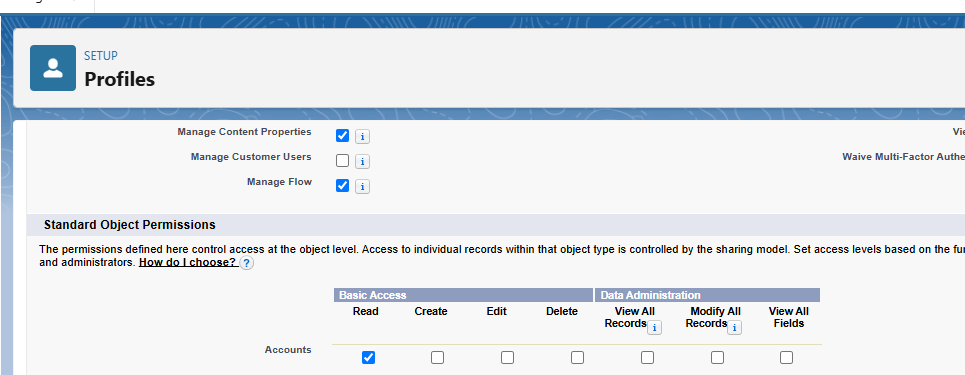 SETUP
Profiles
Manage Content Properties
Manage Customer Users
Manage Flow
Waive Multi-Factor
Standard Object Permissions
The permissions defined here control access at the object level. Access to individual records within that object type is controlled by the sharing model. Set access levels based on the
and administrators. How do I choose? ?
Basic Access
Data Administration
Read
Create
Edit
Delete
View All Records i
Modify All Records i
View All Fields
Accounts